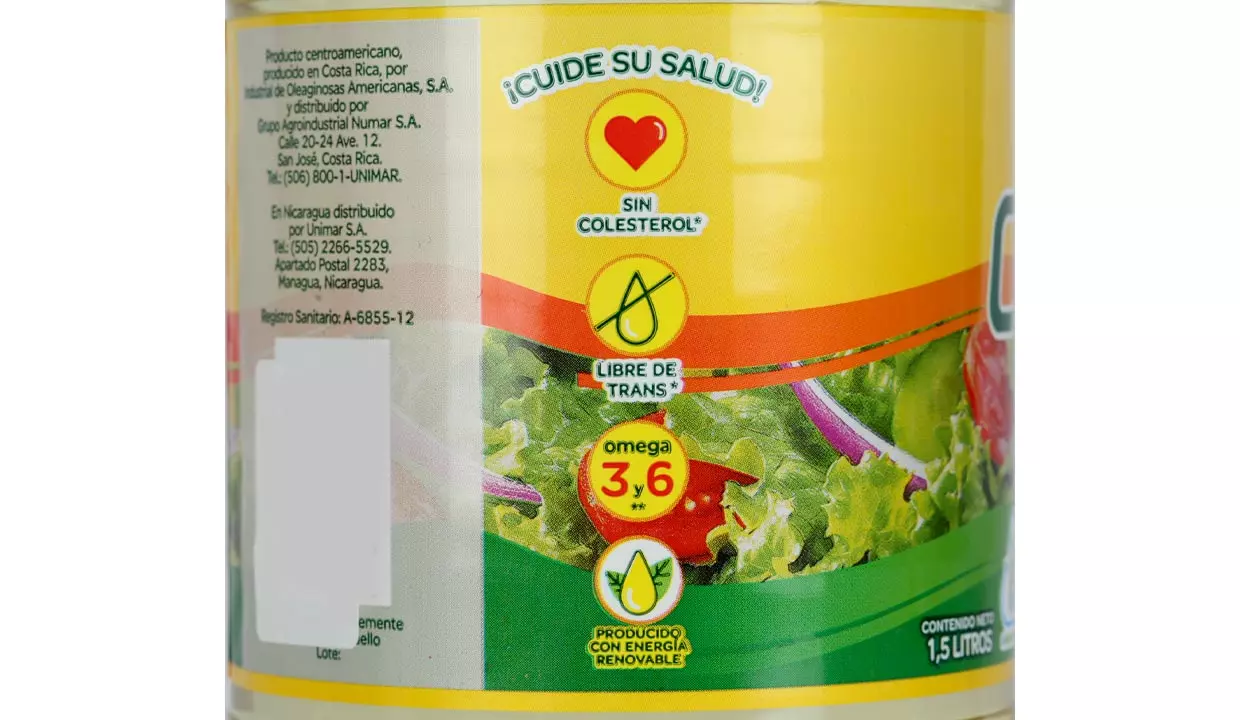 Producto centroamericano,
producido en Costa Rica, por
Industrial de Oleaginosas Americanas, S.A.
y distribuido por
Grupo Agroindustrial Numar S.A.
Calle 20-24 Ave. 12.
San José, Costa Rica.
Tel.: (506) 800-1-UNIMAR.
En Nicaragua distribuido
por Unimar S.A.
Tel.: (505) 2266-5529.
Apartado Postal 2283,
Managua, Nicaragua.
Registro Sanitario: A-6855-12
Lote:
¡CUIDE SU SALUD!
SIN
COLESTEROL*
LIBRE DE
TRANS*
omega
3 y 6
**
PRODUCIDO
CON ENERGÍA
RENOVABLE
CONTENIDO NETO
1,5 LITROS